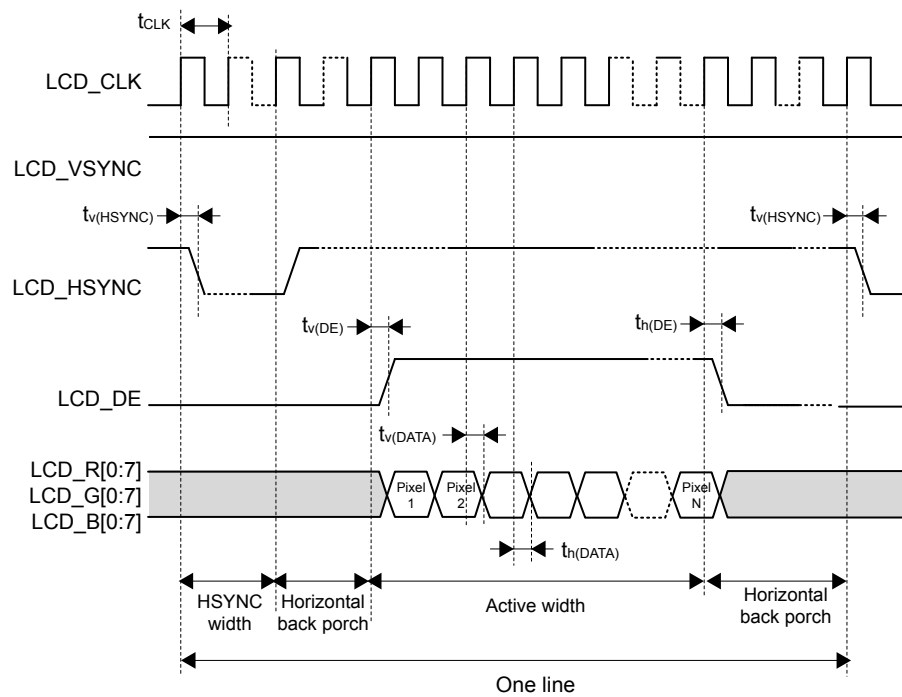 tCLK
LCD_CLK
LCD_VSYNC
tv(HSYNC)
tv(HSYNC)
LCD_HSYNC
tv(DE)
th(DE)
LCD_DE
tv(DATA)
LCD_R[0:7]
LCD_G[0:7]
LCD_B[0:7]
Pixel
1
Pixel
2
Pixel
N
th(DATA)
HSYNC
width
Horizontal
back porch
Active width
Horizontal
back porch
One line